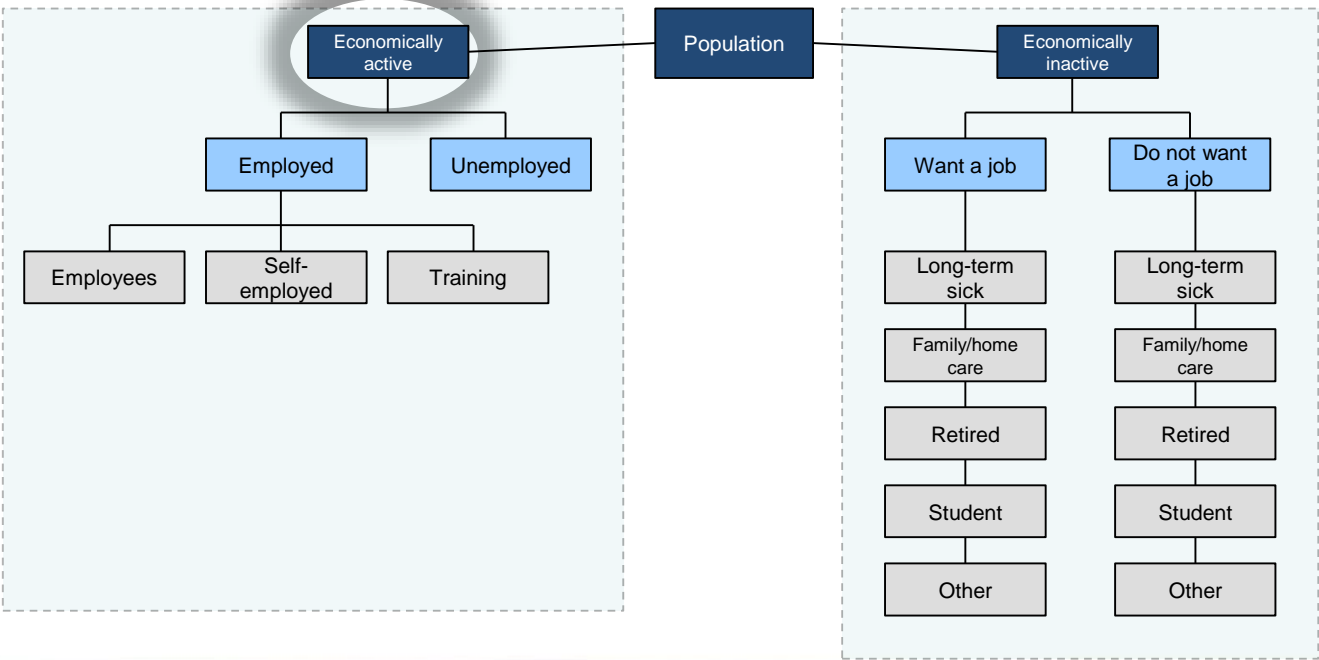 Economically
active
Population
Economically
inactive
Employed
Unemployed
Want a job
Do not want
a job
Employees
Self-
employed
Training
Long-term
sick
Long-term
sick
Family/home
care
Family/home
care
Retired
Retired
Student
Student
Other
Other